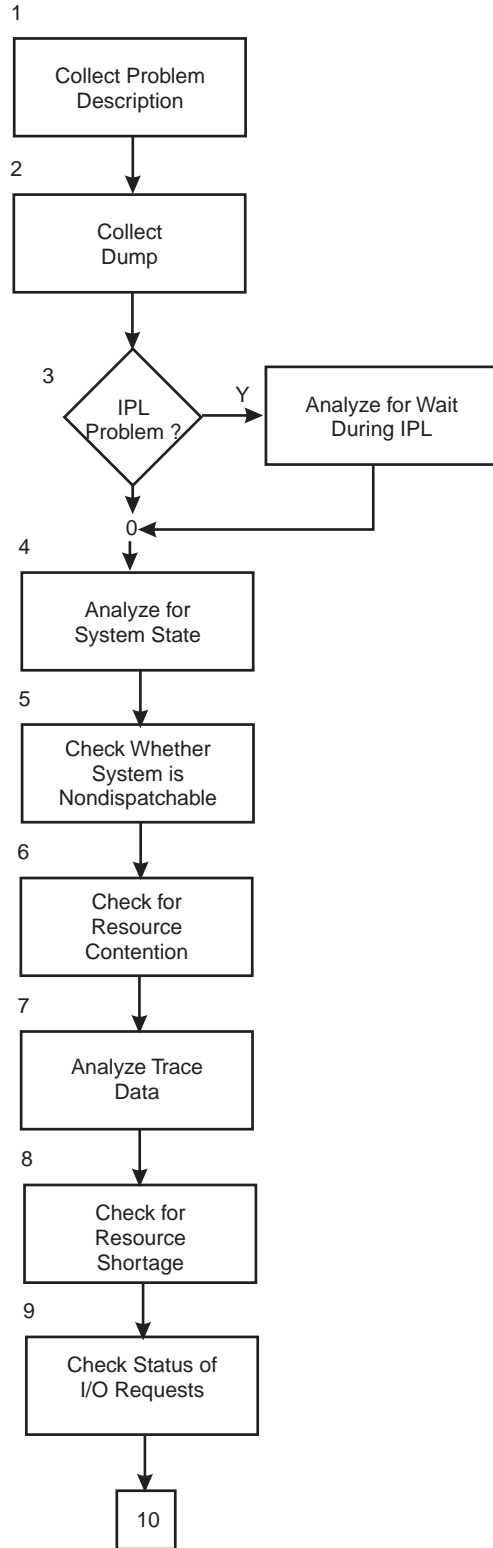 1
Collect Problem
Description
2
Collect
Dump
3
IPL
Problem ?
Y
Analyze for Wait
During IPL
0
4
Analyze for
System State
5
Check Whether
System is
Nondispatchable
6
Check for
Resource
Contention
7
Analyze Trace
Data
8
Check for
Resource
Shortage
9
Check Status of
I/O Requests
10